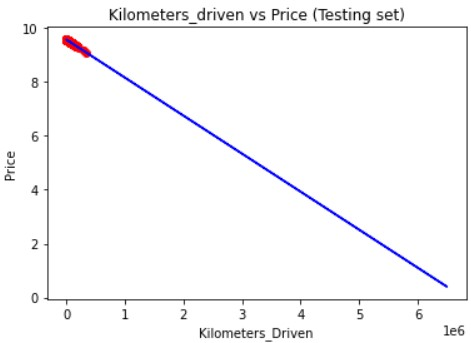 Kilometers_driven vs Price (Testing set)
10
8
6
4
2
0
Price
0 1 2 3 4 5 6
1e6
Kilometers_Driven